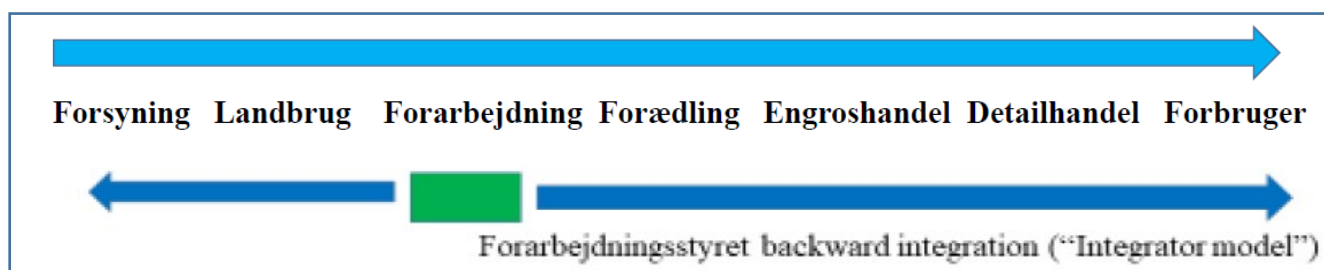 Forsyning Landbrug Forarbejdning Forædling Engroshandel Detailhandel Forbruger
Forarbejdningsstyret backward integration (“Integrator model”)